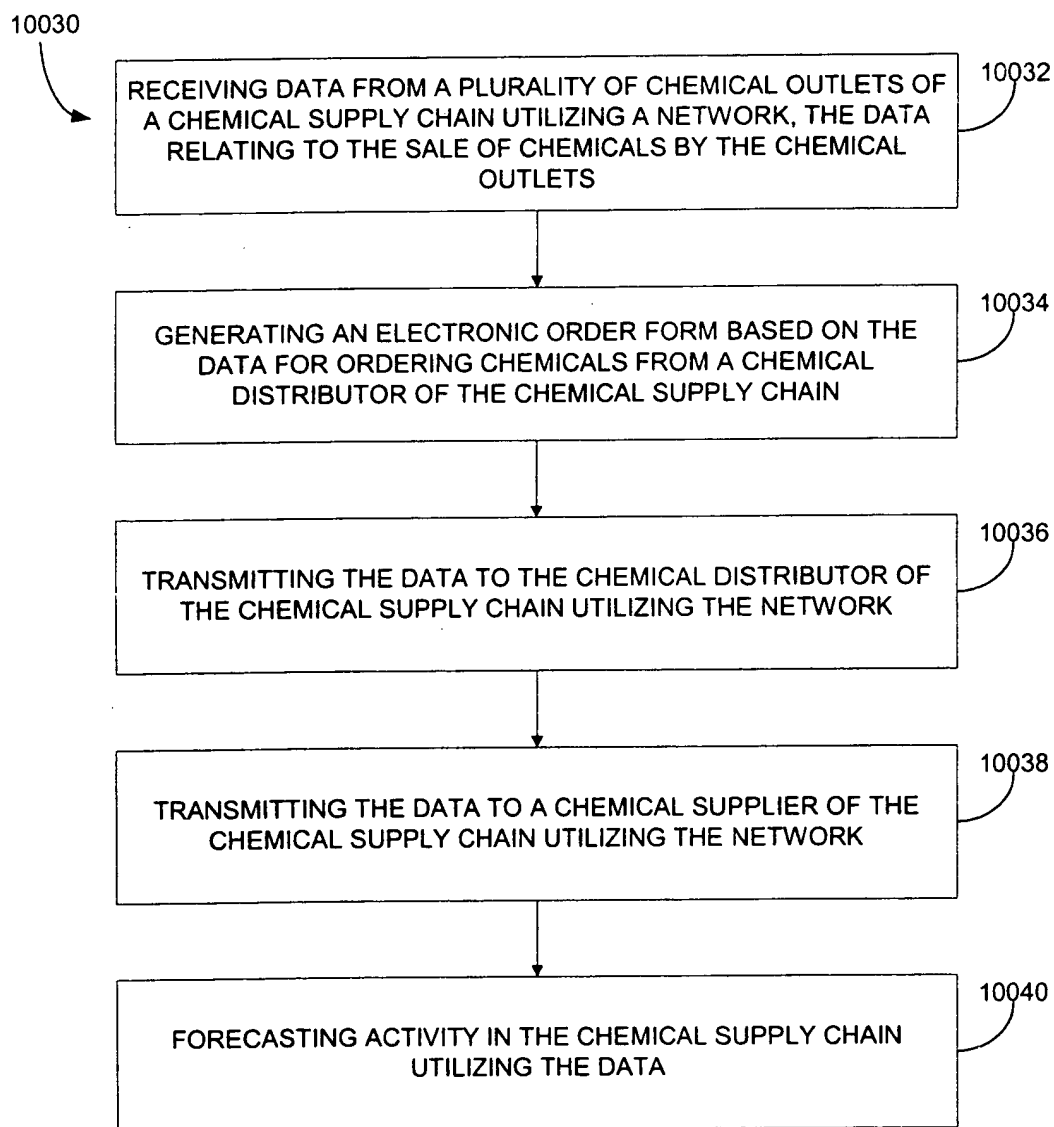 10030
RECEIVING DATA FROM A PLURALITY OF CHEMICAL OUTLETS OF
A CHEMICAL SUPPLY CHAIN UTILIZING A NETWORK, THE DATA
RELATING TO THE SALE OF CHEMICALS BY THE CHEMICAL
OUTLETS
10032
GENERATING AN ELECTRONIC ORDER FORM BASED ON THE
DATA FOR ORDERING CHEMICALS FROM A CHEMICAL
DISTRIBUTOR OF THE CHEMICAL SUPPLY CHAIN
10034
TRANSMITTING THE DATA TO THE CHEMICAL DISTRIBUTOR OF
THE CHEMICAL SUPPLY CHAIN UTILIZING THE NETWORK
10036
TRANSMITTING THE DATA TO A CHEMICAL SUPPLIER OF THE
CHEMICAL SUPPLY CHAIN UTILIZING THE NETWORK
10038
FORECASTING ACTIVITY IN THE CHEMICAL SUPPLY CHAIN
UTILIZING THE DATA
10040